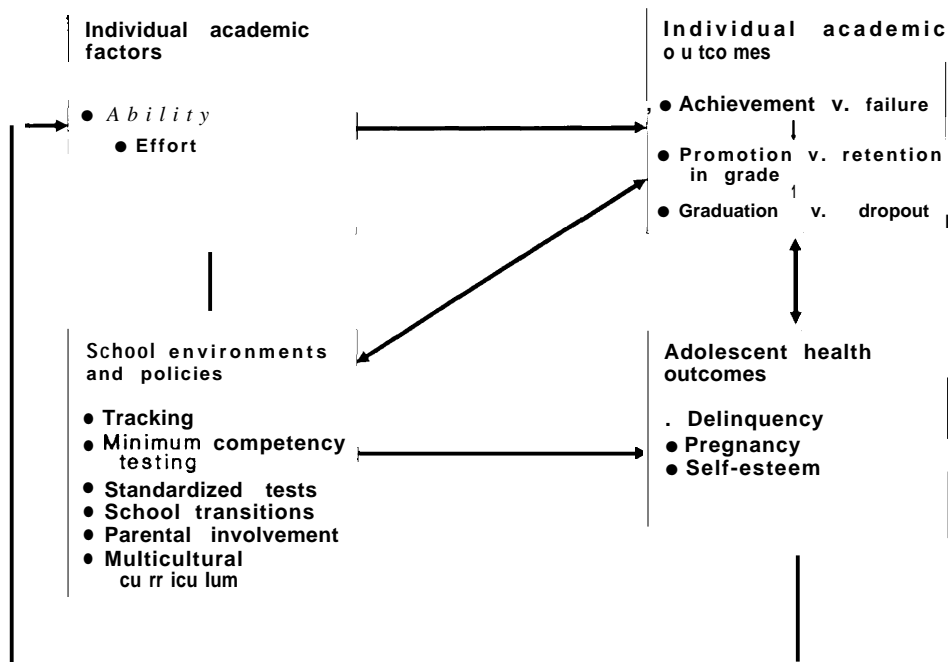 Individual academic
factors
● Ability
● Effort
Individual academic
outcomes
● Achievement v. failure
● Promotion v. retention
in grade
● Graduation v. dropout
School environments
and policies
● Tracking
● Minimum competency
testing
● Standardized tests
● School transitions
● Parental involvement
● Multicultural
curriculum
Adolescent health
outcomes
. Delinquency
● Pregnancy
● Self-esteem